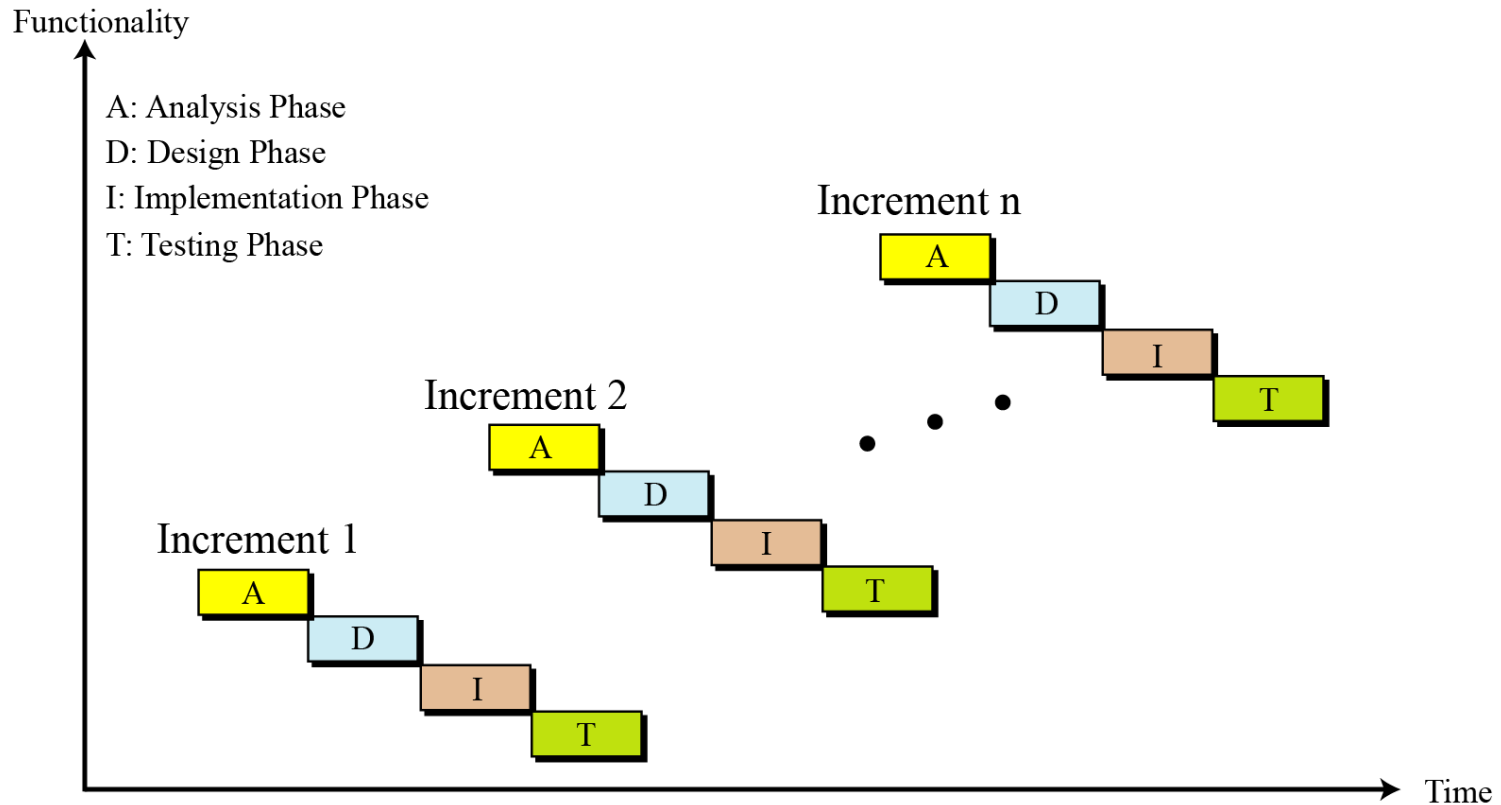 Functionality
A: Analysis Phase
D: Design Phase
I: Implementation Phase
T: Testing Phase
Increment n
A
D
I
T
Increment 2
A
D
I
T
Increment 1
A
D
I
T
Time